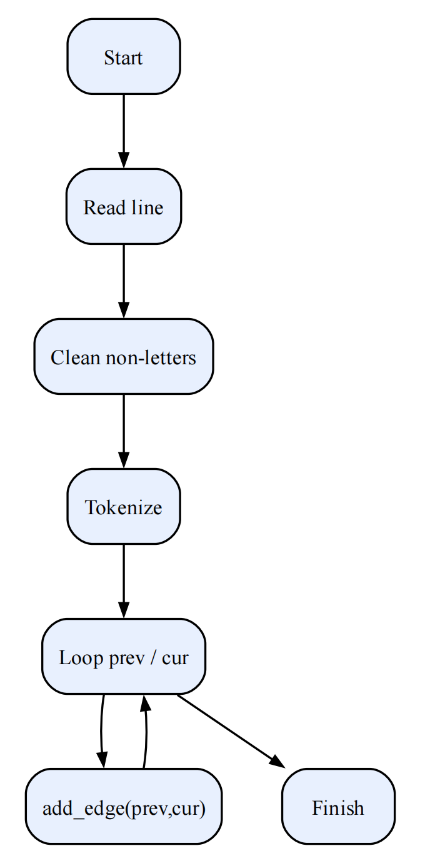 Start
Read line
Clean non-letters
Tokenize
Loop prev / cur
add_edge(prev,cur)
Finish